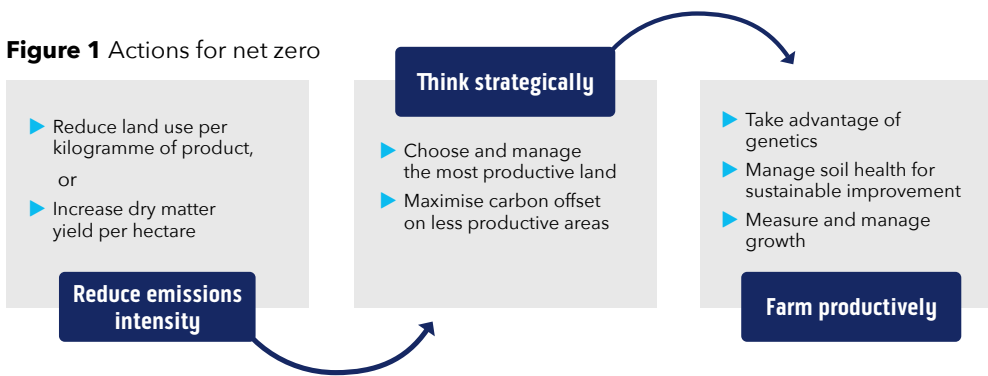 Figure 1 Actions for net zero
Reduce land use per
kilogramme of product,
or
Increase dry matter
yield per hectare
Reduce emissions
intensity
Think strategically
Choose and manage
the most productive land
Maximise carbon offset
on less productive areas
Take advantage of
genetics
Manage soil health for
sustainable improvement
Measure and manage
growth
Farm productively